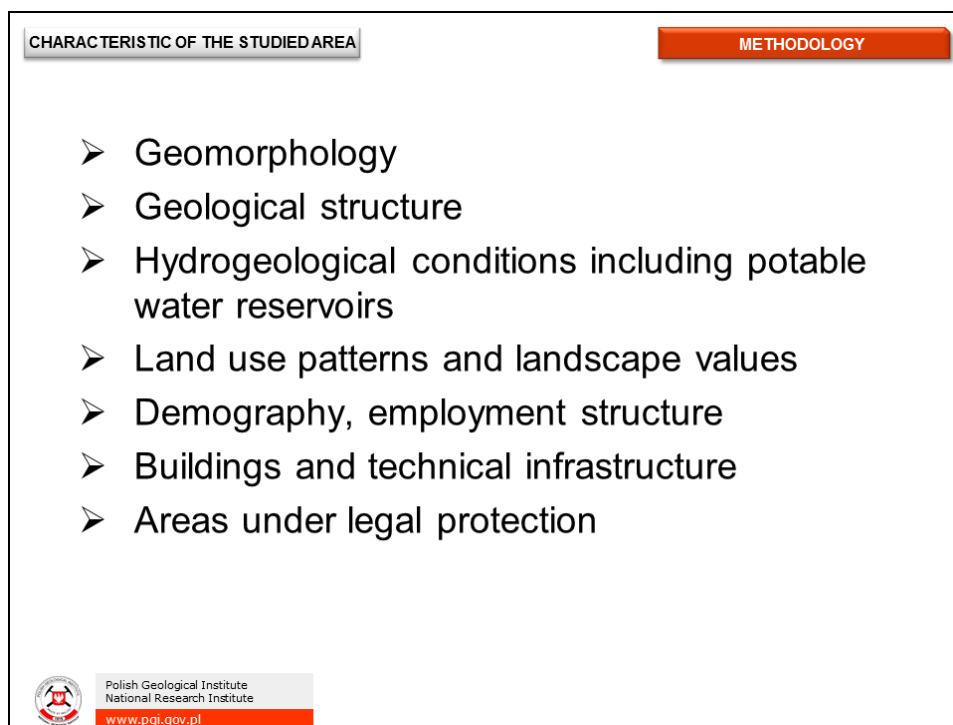 CHARACTERISTIC OF THE STUDIED AREA
METHODOLOGY
➢ Geomorphology
➢ Geological structure
➢ Hydrogeological conditions including potable
water reservoirs
➢ Land use patterns and landscape values
➢ Demography, employment structure
➢ Buildings and technical infrastructure
➢ Areas under legal protection
Polish Geological Institute
National Research Institute
www.pgi.gov.pl